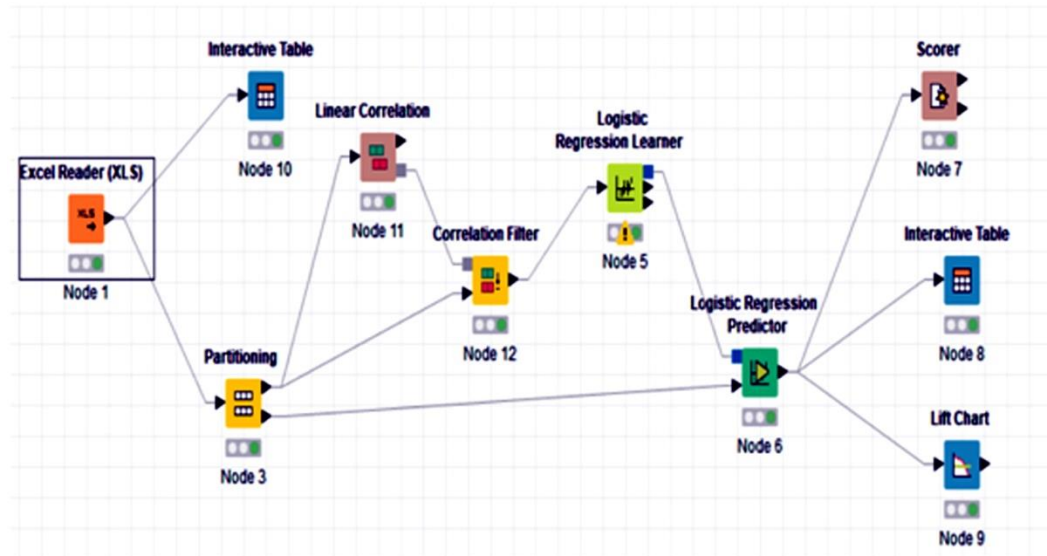 Interactive Table
Node 10
Linear Correlation
Node 11
Excel Reader (XLS)
XLS
Node 1
Partitioning
Node 3
Correlation Filter
Node 12
Logistic
Regression Learner
Node 5
Logistic Regression
Predictor
Node 6
Scorer
Node 7
Interactive Table
Node 8
Lift Chart
Node 9